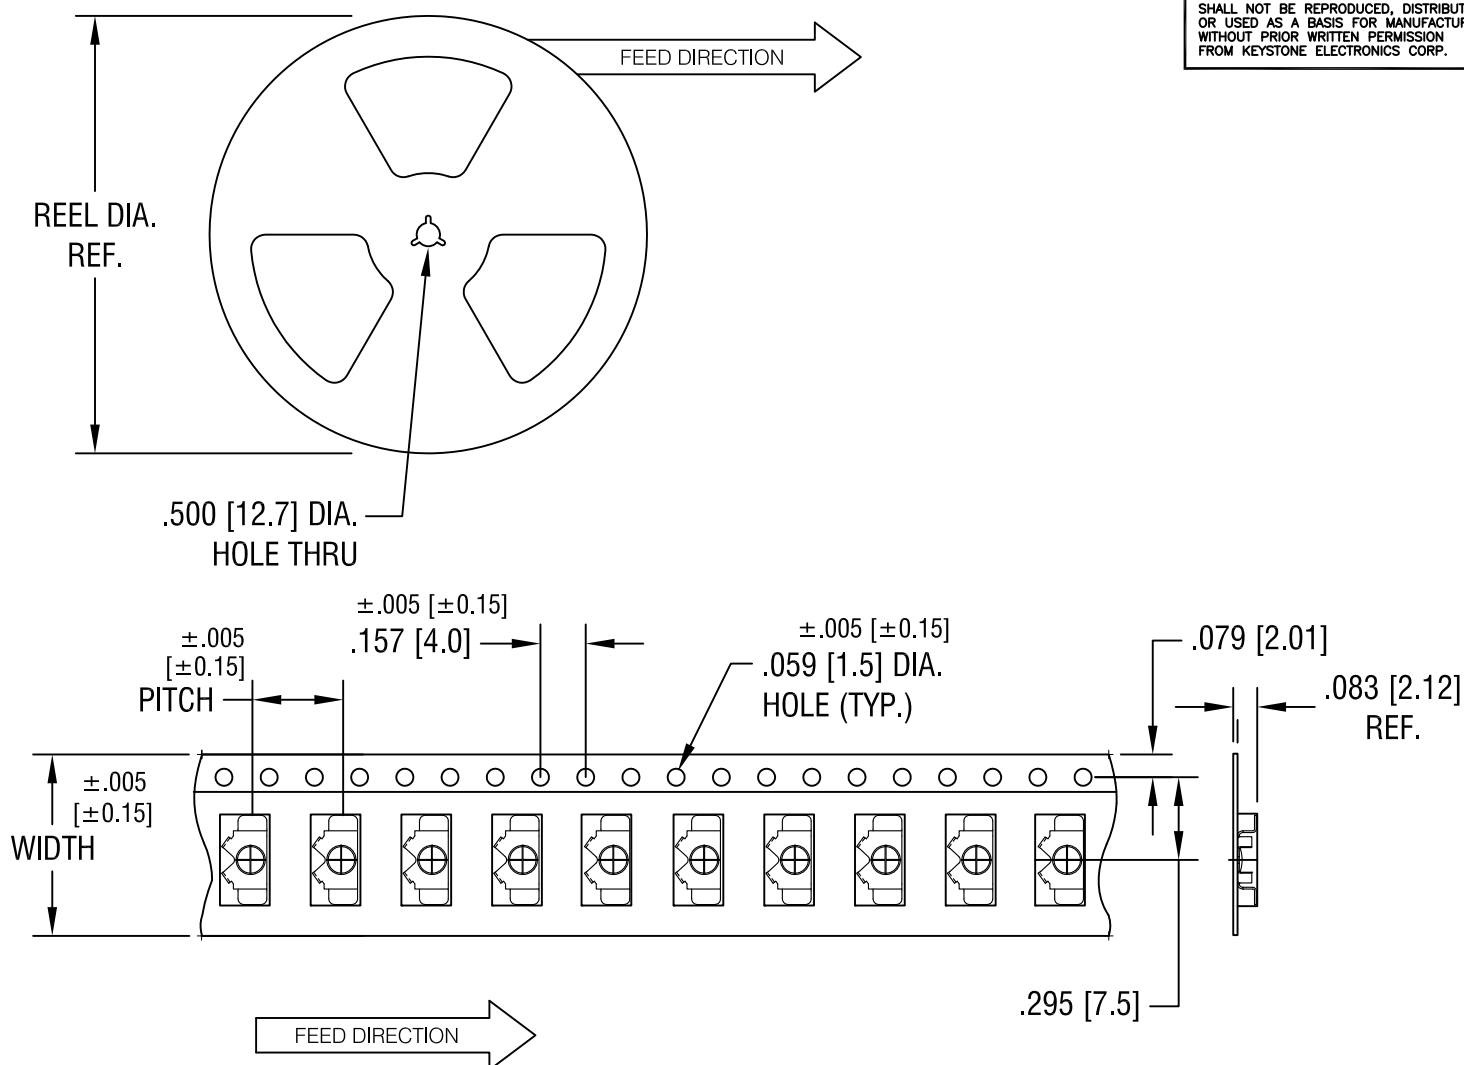 SHALL NOT BE REPRODUCED,
OR USED AS A BASIS FOR
WITHOUT PRIOR WRITTEN PERMISSION
FROM KEYSTONE ELECTRONICS CORP.
FEED DIRECTION
REEL DIA.
REF.
.500 [12.7] DIA.
HOLE THRU
±.005
[±0.15]
PITCH
±.005 [±0.15]
.157 [4.0]
±.005 [±0.15]
.059 [1.5] DIA.
HOLE (TYP.)
.079 [2.01]
.083 [2.12]
REF.
±.005
[±0.15]
WIDTH
.295 [7.5]
FEED DIRECTION